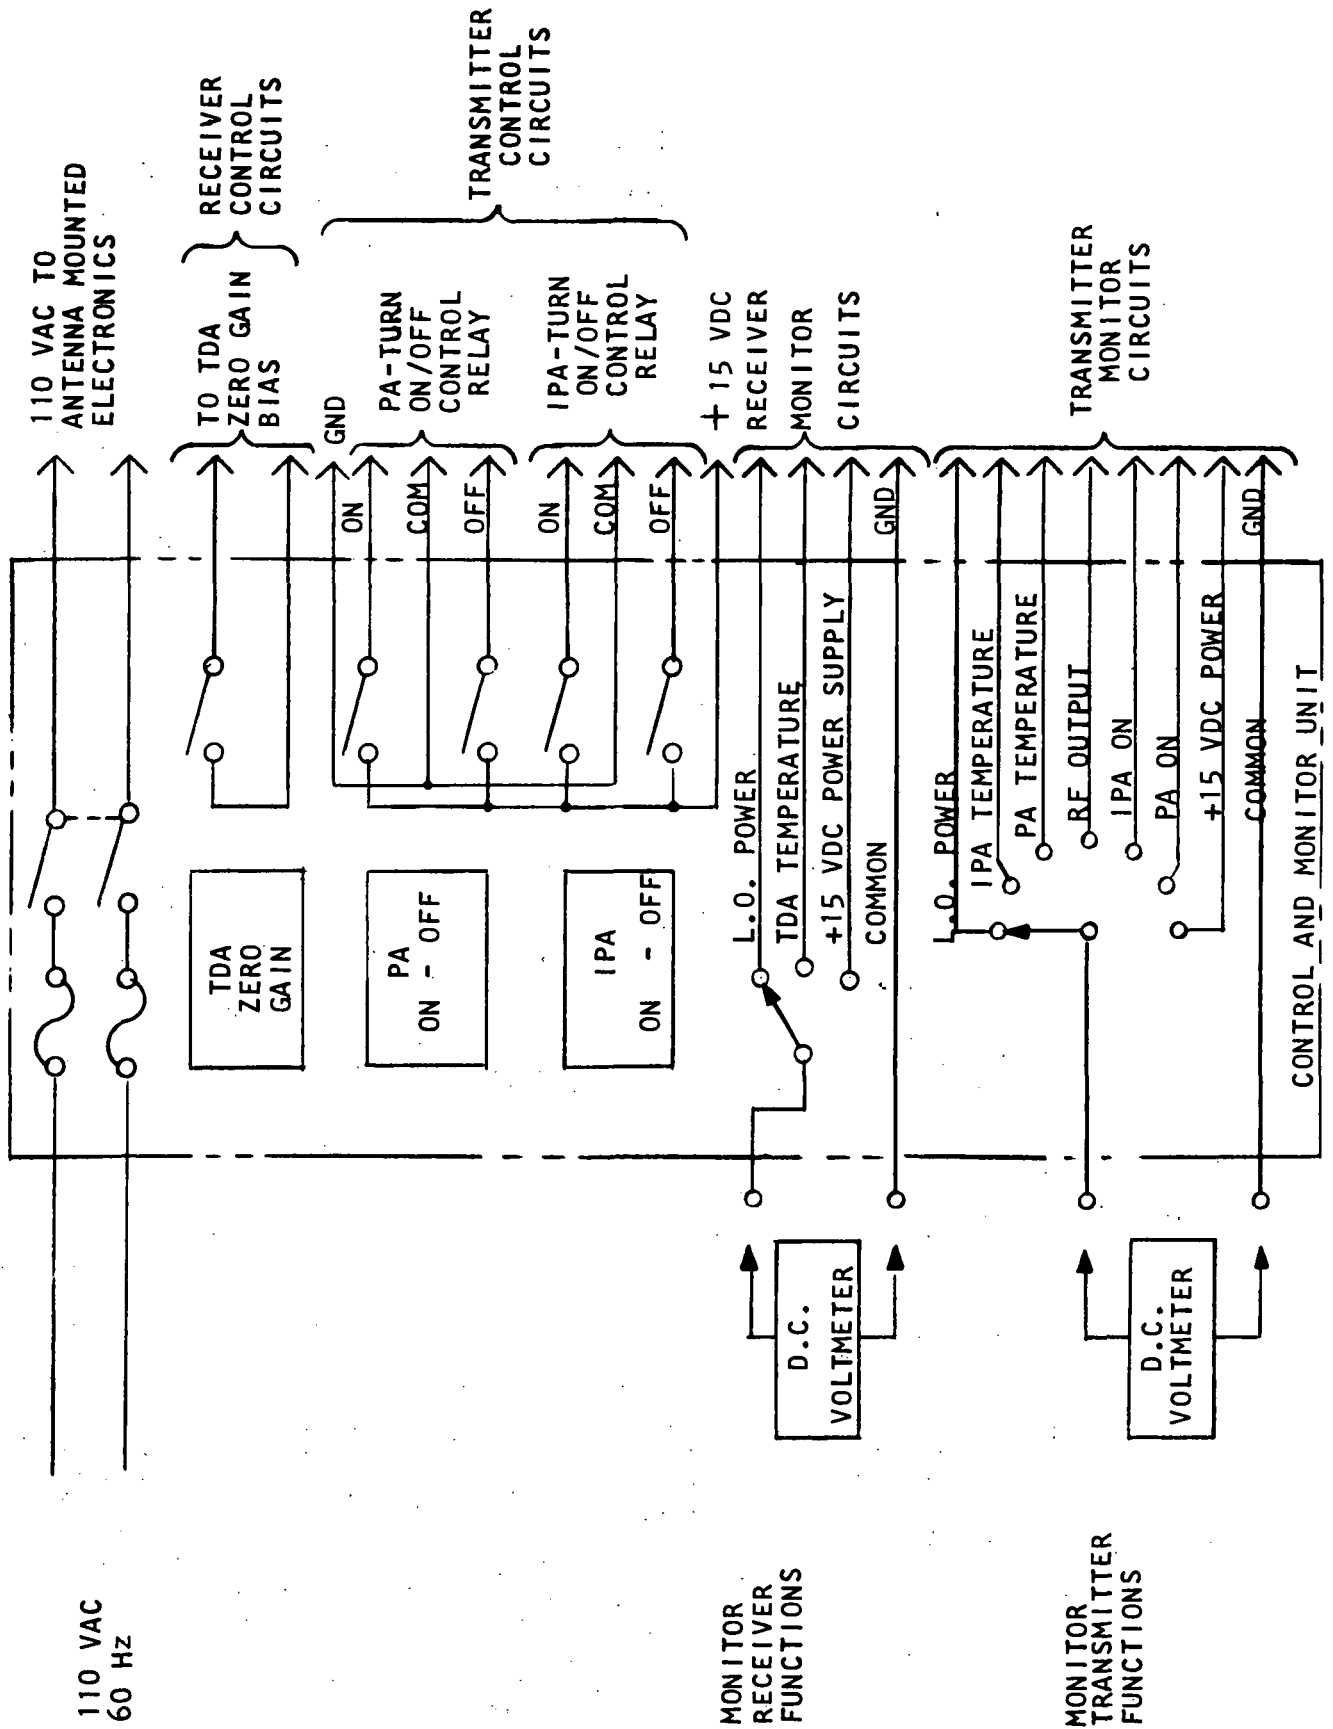 110 VAC
60 Hz
110 VAC TO
ANTENNA MOUNTED
ELECTRONICS
TDA
ZERO
GAIN
TO TDA
ZERO GAIN
BIAS
RECEIVER
CONTROL
CIRCUITS
GND
PA
ON - OFF
ON
COM
OFF
PA-TURN
ON/OFF
CONTROL
RELAY
IPA
ON - OFF
ON
COM
OFF
IPA-TURN
ON/OFF
CONTROL
RELAY
TRANSMITTER
CONTROL
CIRCUITS
+ 15 VDC
MONITOR
RECEIVER
FUNCTIONS
D.C.
VOLTMETER
L.O. POWER
TDA TEMPERATURE
+15 VDC POWER SUPPLY
COMMON
GND
RECEIVER
MONITOR
CIRCUITS
MONITOR
TRANSMITTER
FUNCTIONS
D.C.
VOLTMETER
L.O. POWER
IPA TEMPERATURE
PA TEMPERATURE
RF OUTPUT
IPA ON
PA ON
+15 VDC POWER
COMMON
GND
TRANSMITTER
MONITOR
CIRCUITS
CONTROL AND MONITOR UNIT